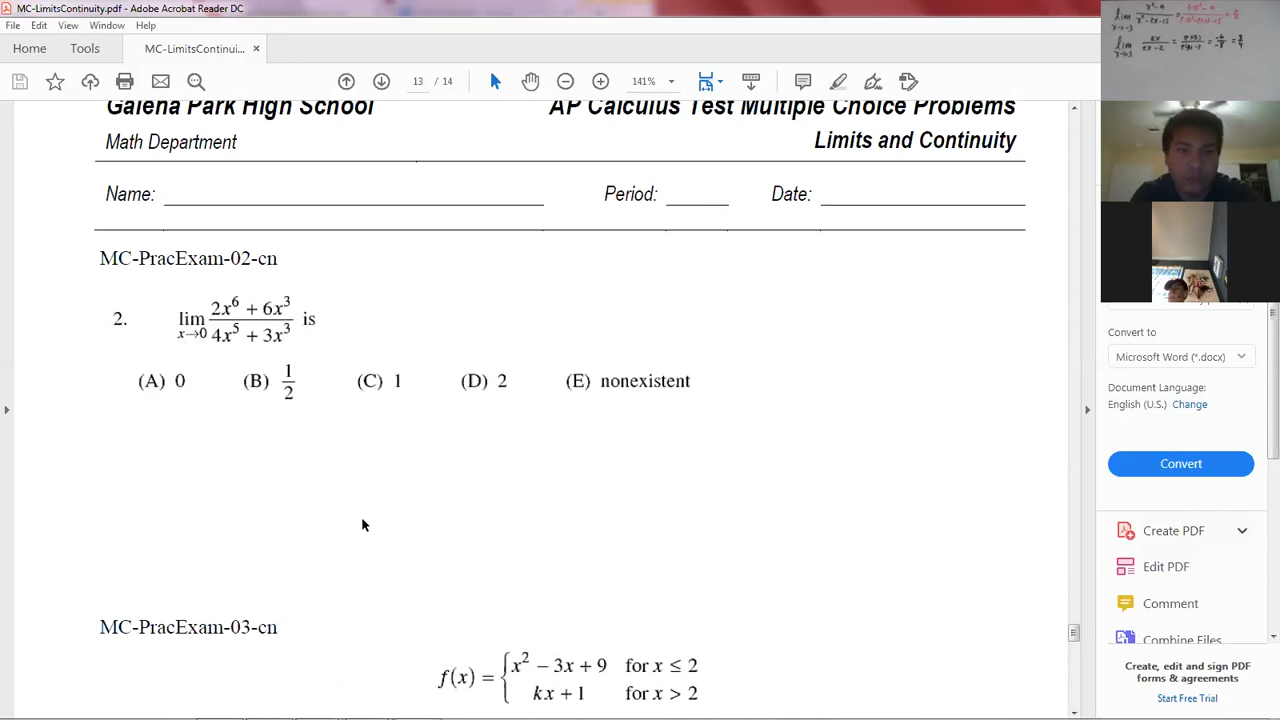 MC-LimitsContinuity.pdf - Adobe Acrobat Reader DC
File Edit View Window Help
Home Tools MC-LimitsContinui... ×
13 / 14 141%
Galena Park High School AP Calculus Test Multiple Choice Problems
Math Department Limits and Continuity
Name: Period: Date:
MC-PracExam-02-cn
2. lim x→0 (2x^6 + 6x^3)/(4x^5 + 3x^3) is
(A) 0 (B) 1/2 (C) 1 (D) 2 (E) nonexistent
MC-PracExam-03-cn
f(x) = { x^2 − 3x + 9 for x ≤ 2
kx + 1 for x > 2
Convert to
Microsoft Word (*.docx)
Document Language:
English (U.S.) Change
Convert
Create PDF
Edit PDF
Comment
Combine Files
Create, edit and sign PDF
forms & agreements
Start Free Trial